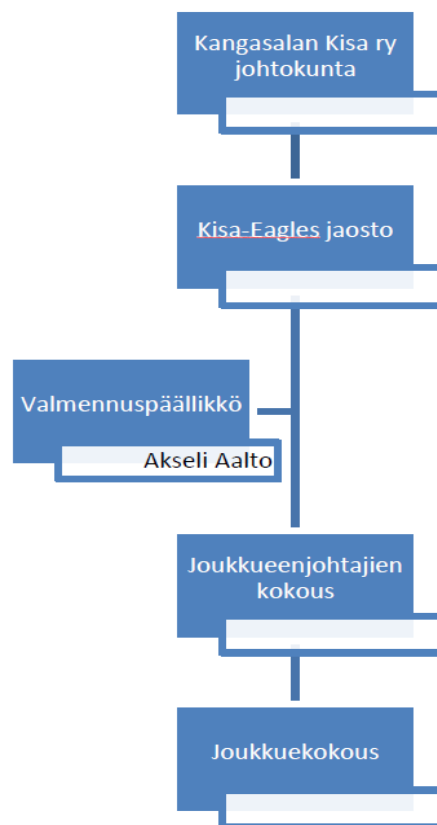 Kangasalan Kisa ry
johtokunta
Kisa-Eagles jaosto
Valmennuspäällikkö
Akseli Aalto
Joukkueenjohtajien
kokous
Joukkuekokous